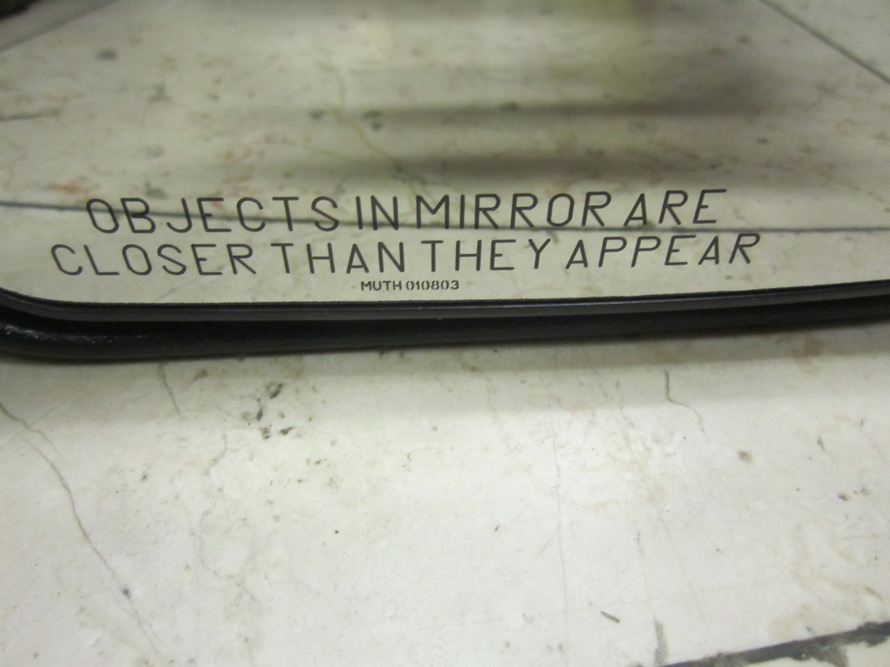 OBJECTS IN MIRROR ARE
CLOSER THAN THEY APPEAR
MUTH 010803